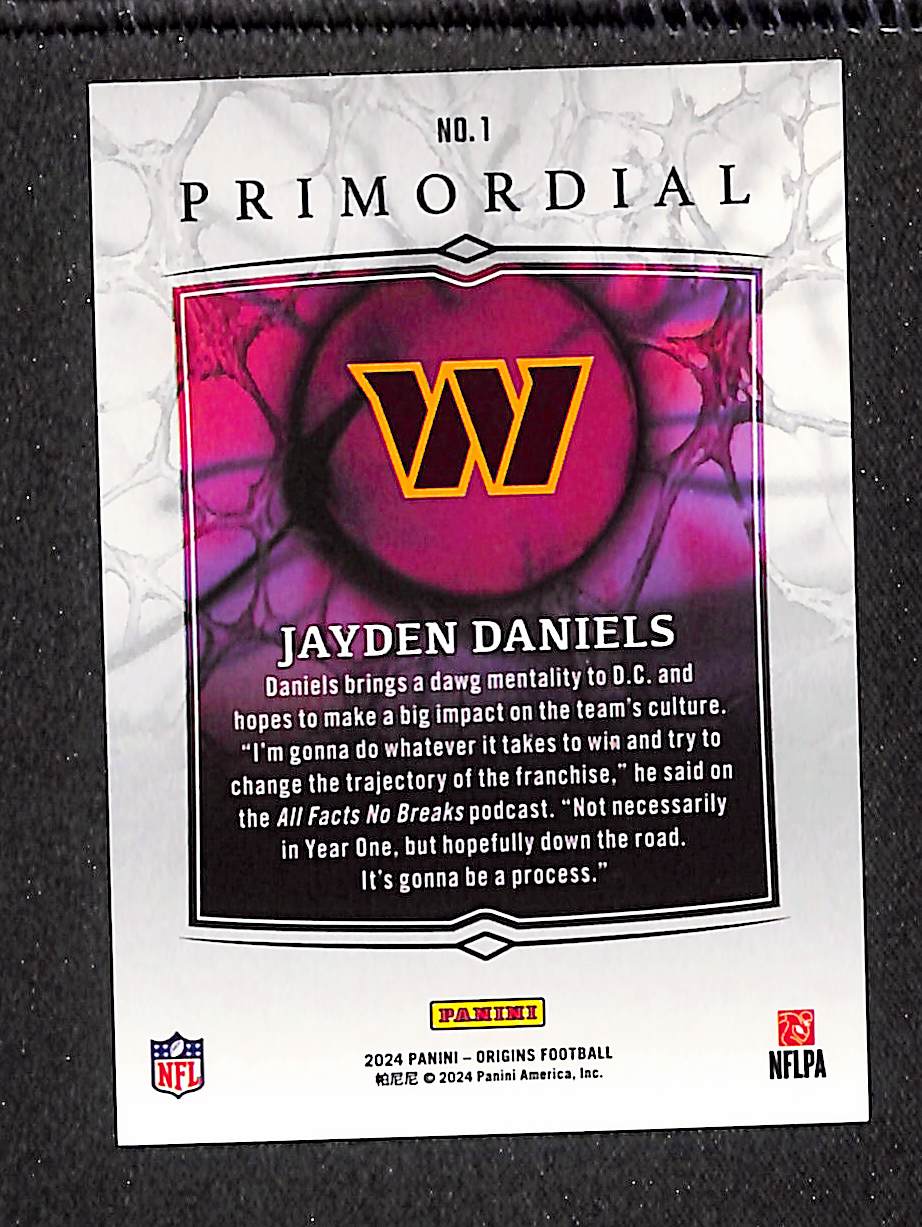 NO. 1
PRIMORDIAL
W
JAYDEN DANIELS
Daniels brings a dawg mentality to D.C. and
hopes to make a big impact on the team's culture.
“I'm gonna do whatever it takes to win and try to
change the trajectory of the franchise,” he said on
the All Facts No Breaks podcast. “Not necessarily
in Year One, but hopefully down the road.
It's gonna be a process.”
PANINI
2024 PANINI – ORIGINS FOOTBALL
帕尼尼 © 2024 Panini America, Inc.
NFL
NFLPA